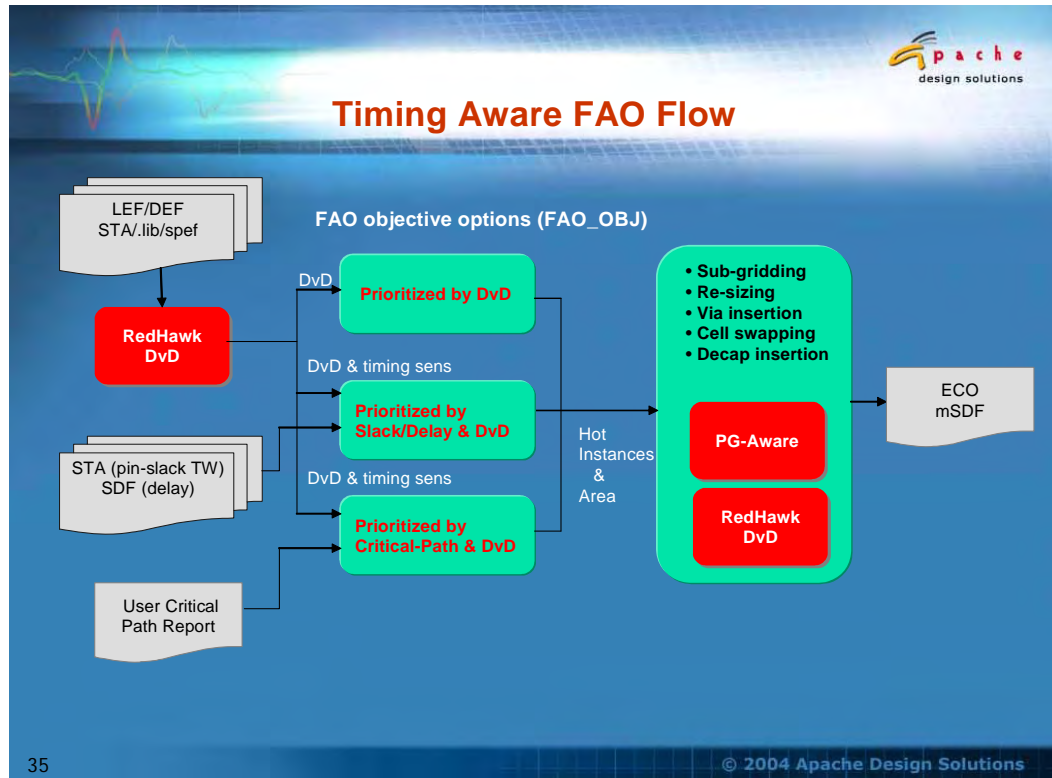 Apache
design solutions
Timing Aware FAO Flow
LEF/DEF
STA/.lib/spef
FAO objective options (FAO_OBJ)
RedHawk
DvD
DvD
Prioritized by DvD
DvD & timing sens
Prioritized by
Slack/Delay & DvD
STA (pin-slack TW)
SDF (delay)
DvD & timing sens
Prioritized by
Critical-Path & DvD
User Critical
Path Report
Hot
Instances
&
Area
• Sub-gridding
• Re-sizing
• Via insertion
• Cell swapping
• Decap insertion
PG-Aware
RedHawk
DvD
ECO
mSDF
35
© 2004 Apache Design Solutions